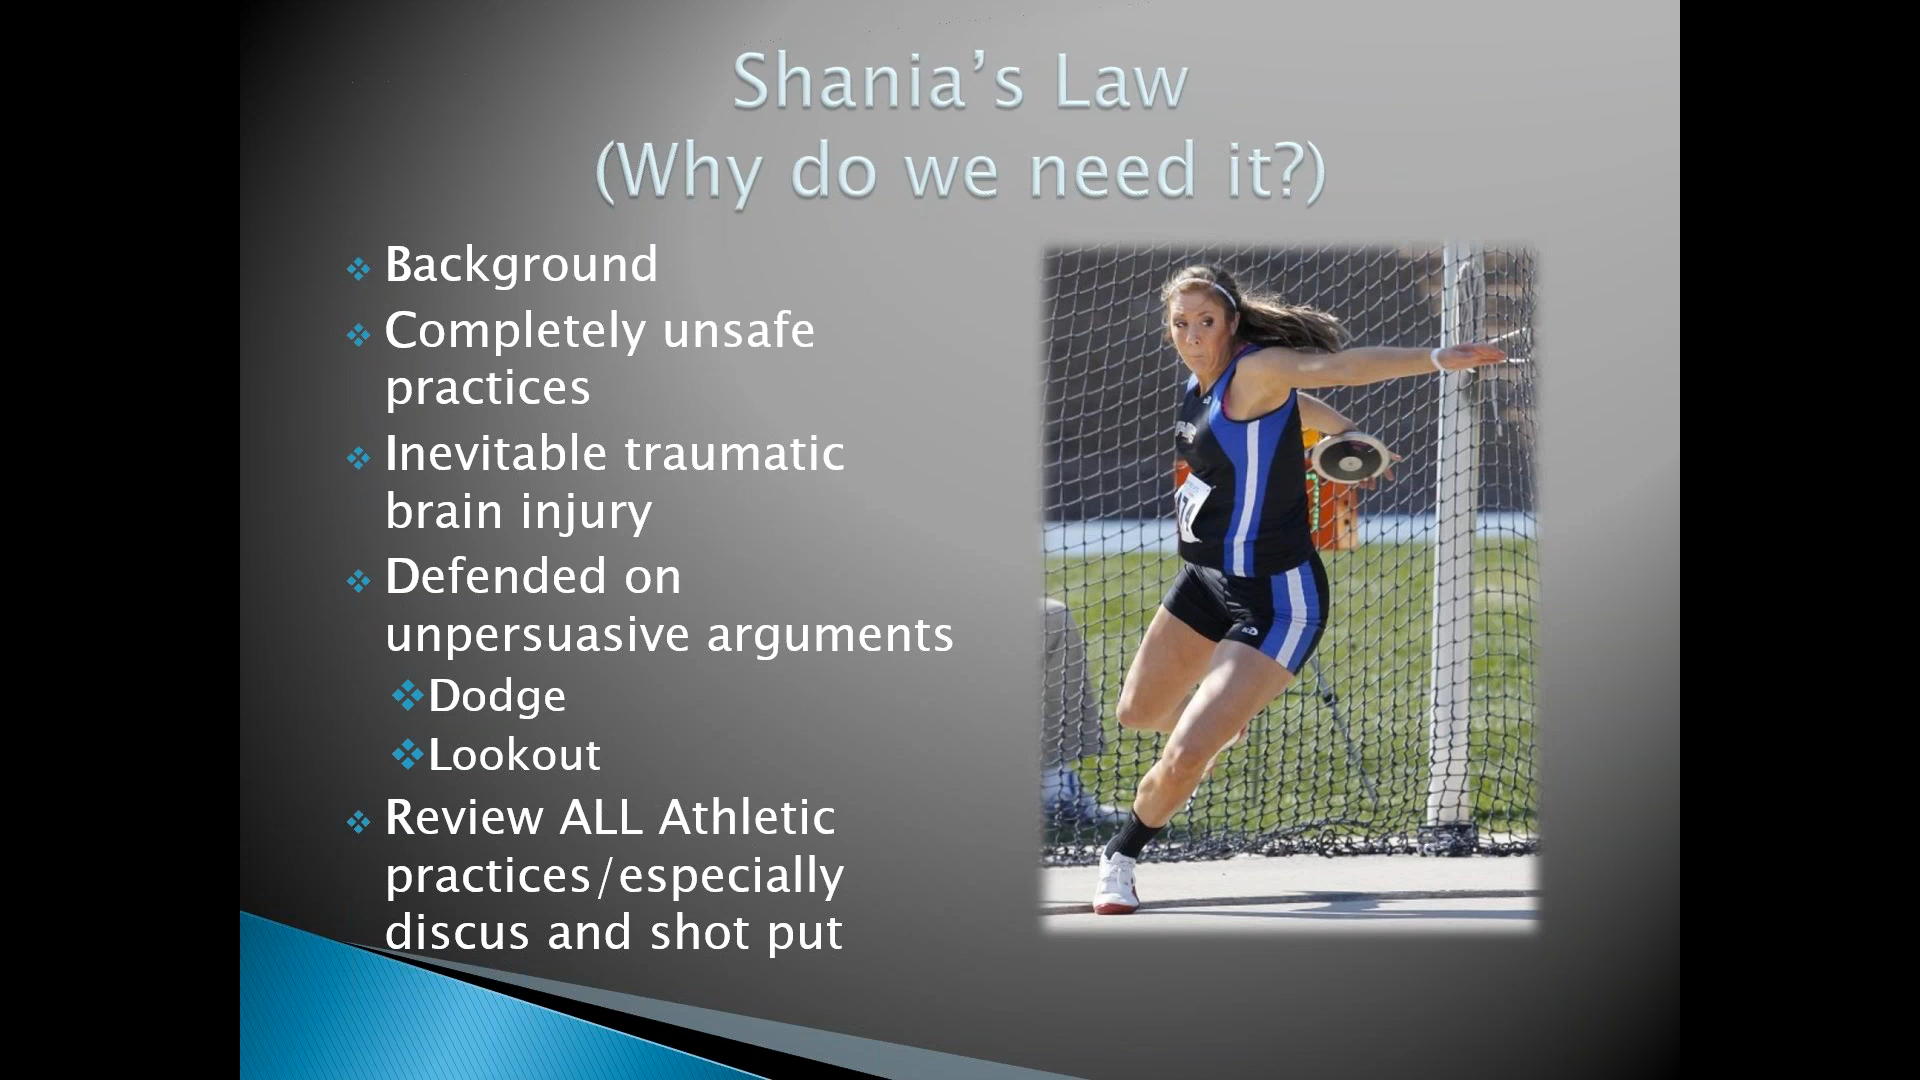 Shania’s Law
(Why do we need it?)
Background
Completely unsafe
practices
Inevitable traumatic
brain injury
Defended on
unpersuasive arguments
Dodge
Lookout
Review ALL Athletic
practices/especially
discus and shot put